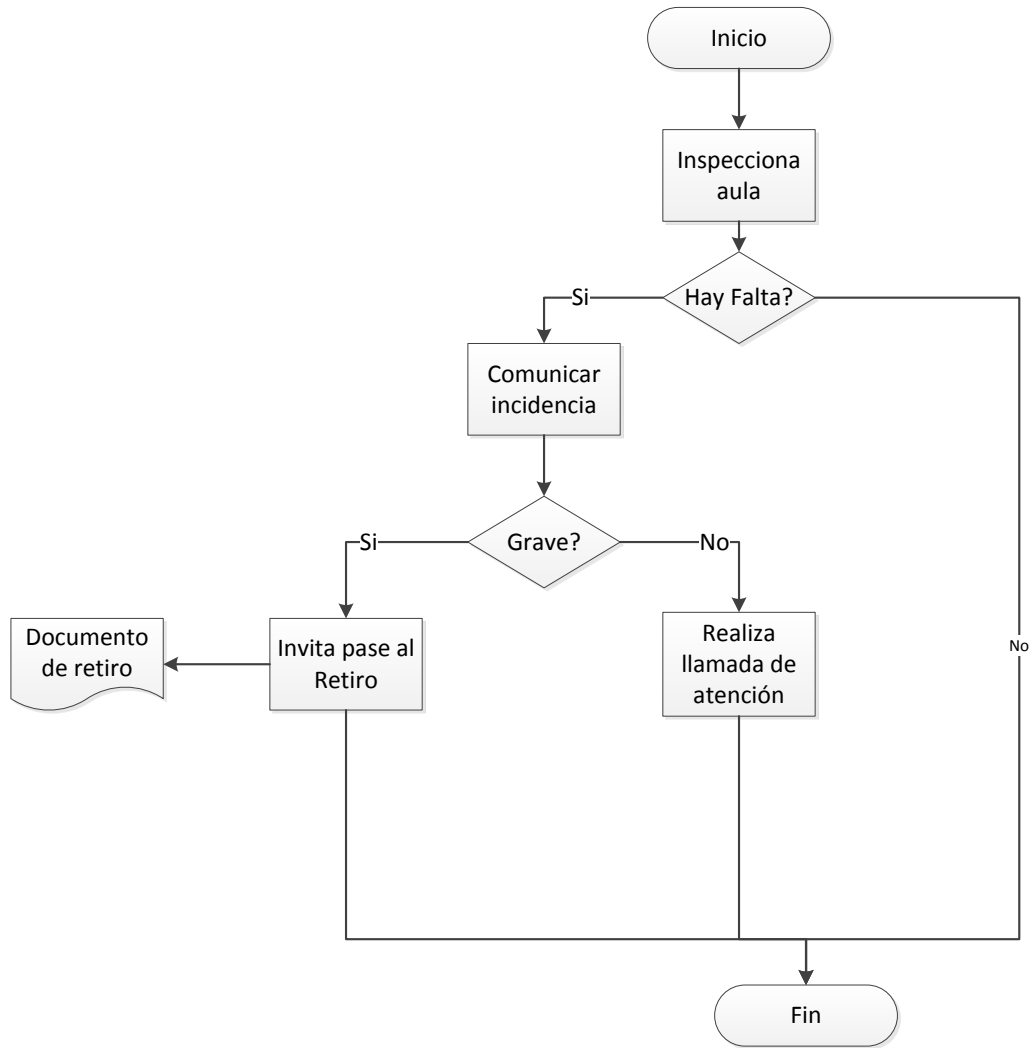 Inicio
Inspecciona
aula
Hay Falta?
Si
Comunicar
incidencia
Grave?
Si
No
Documento
de retiro
Invita pase al
Retiro
Realiza
llamada de
atención
No
Fin